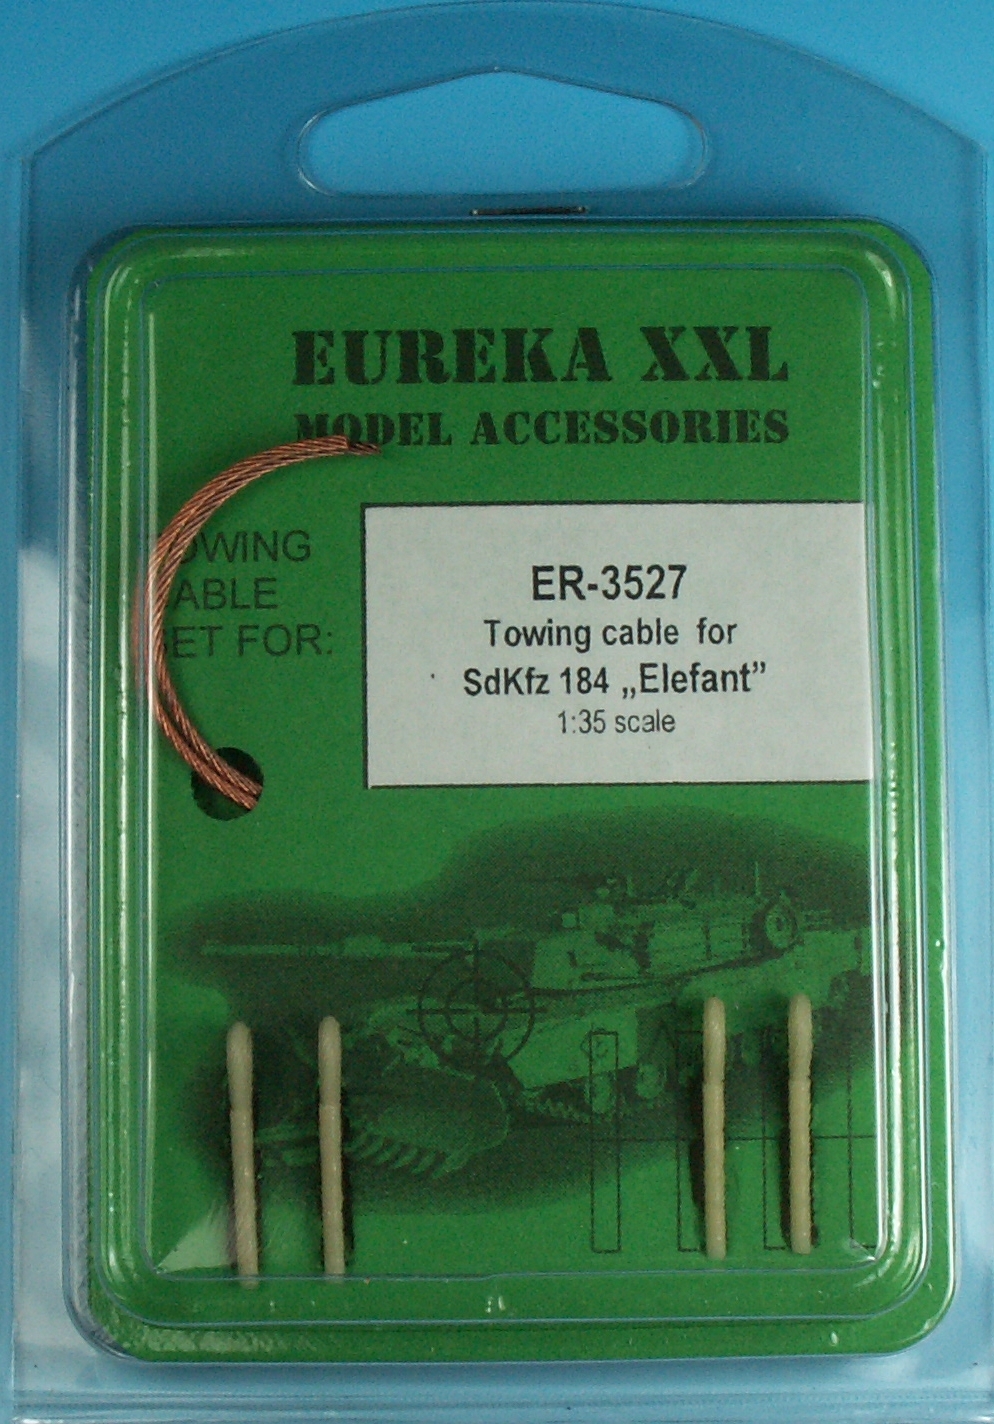 EUREKA XXL
MODEL ACCESSORIES
OWING
ABLE
ET FOR:
ER-3527
Towing cable for
SdKfz 184 „Elefant”
1:35 scale